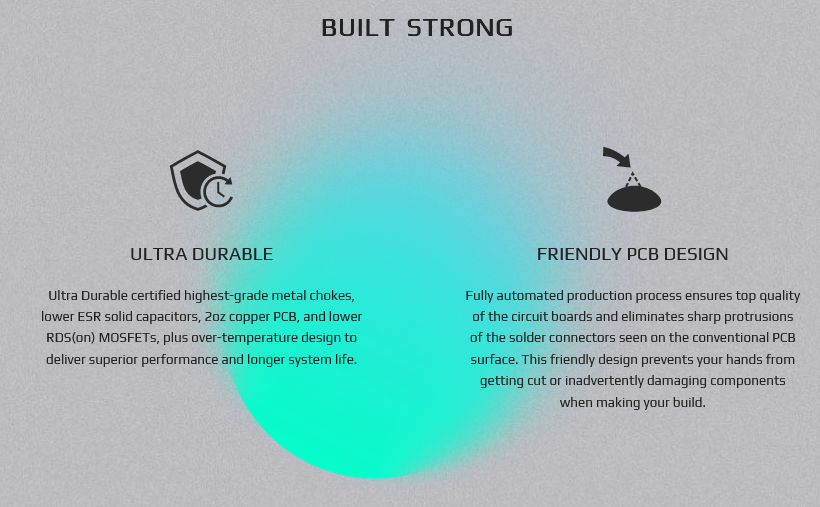 BUILT STRONG
ULTRA DURABLE
Ultra Durable certified highest-grade metal chokes,
lower ESR solid capacitors, 2oz copper PCB, and lower
RDS(on) MOSFETs, plus over-temperature design to
deliver superior performance and longer system life.
FRIENDLY PCB DESIGN
Fully automated production process ensures top quality
of the circuit boards and eliminates sharp protrusions
of the solder connectors seen on the conventional PCB
surface. This friendly design prevents your hands from
getting cut or inadvertently damaging components
when making your build.